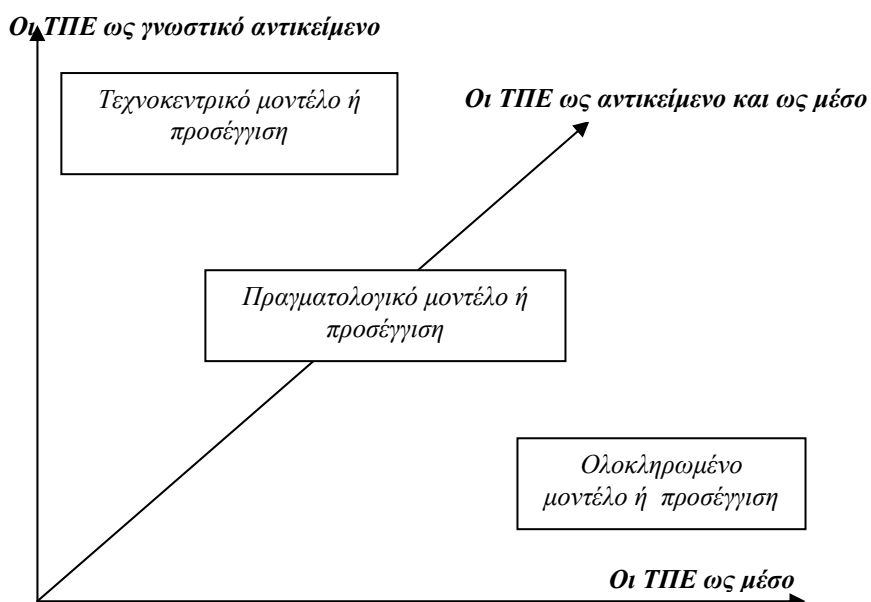 Οι ΤΠΕ ως γνωστικό αντικείμενο
Τεχνοκεντρικό μοντέλο ή
προσέγγιση
Οι ΤΠΕ ως αντικείμενο και ως μέσο
Πραγματολογικό μοντέλο ή
προσέγγιση
Ολοκληρωμένο
μοντέλο ή προσέγγιση
Οι ΤΠΕ ως μέσο